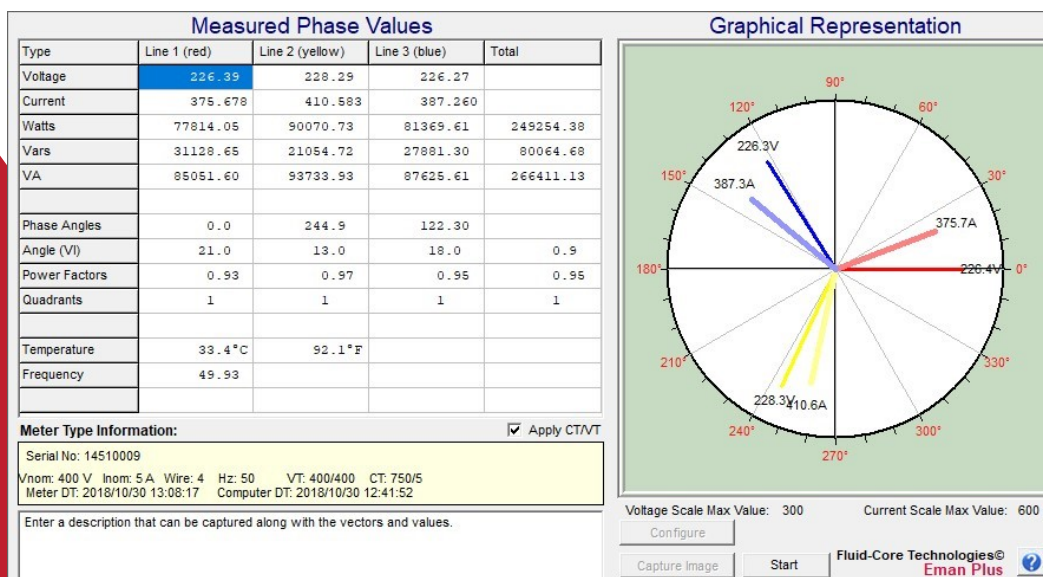 Measured Phase Values
Type Line 1 (red) Line 2 (yellow) Line 3 (blue) Total
Voltage 226.39 228.29 226.27
Current 375.678 410.583 387.260
Watts 77814.05 90070.73 81369.61 249254.38
Vars 31128.65 21054.72 27881.30 80064.68
VA 85051.60 93733.93 87625.61 266411.13
Phase Angles 0.0 244.9 122.30
Angle (VI) 21.0 13.0 18.0 0.9
Power Factors 0.93 0.97 0.95 0.95
Quadrants 1 1 1 1
Temperature 33.4°C 92.1°F
Frequency 49.93
Meter Type Information:
Apply CT/VT
Serial No: 14510009
Vnom: 400 V Inom: 5 A Wire: 4 Hz: 50 VT: 400/400 CT: 750/5
Meter DT: 2018/10/30 13:08:17 Computer DT: 2018/10/30 12:41:52
Enter a description that can be captured along with the vectors and values.
Graphical Representation
90°
120° 60°
226.3V
150° 387.3A 30°
375.7A
180° 226.4V 0°
210° 330°
228.3V 410.6A
240° 300°
270°
Voltage Scale Max Value: 300 Current Scale Max Value: 600
Configure
Capture Image Start
Fluid-Core Technologies©
Eman Plus
?